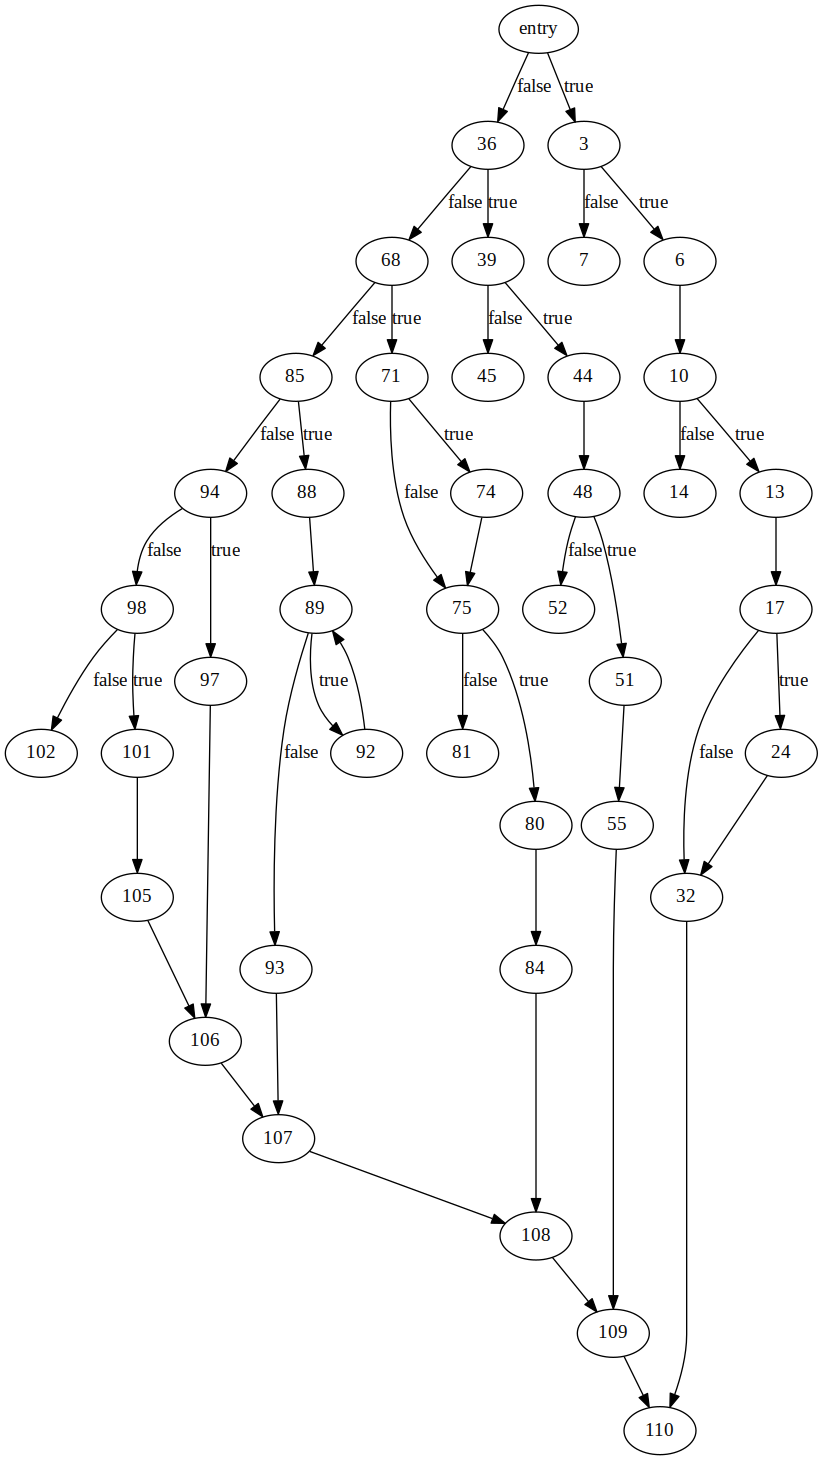 entry
false true
36 3
false true false true
68 39 7 6
false true false true
85 71 45 44 10
false true true false true
94 88 74 48 14 13
false
false true false true
98 89 75 52 17
false true 97 true false true 51 true
102 101 false 92 81 false 24
80 55
105 32
93 84
106
107
108
109
110